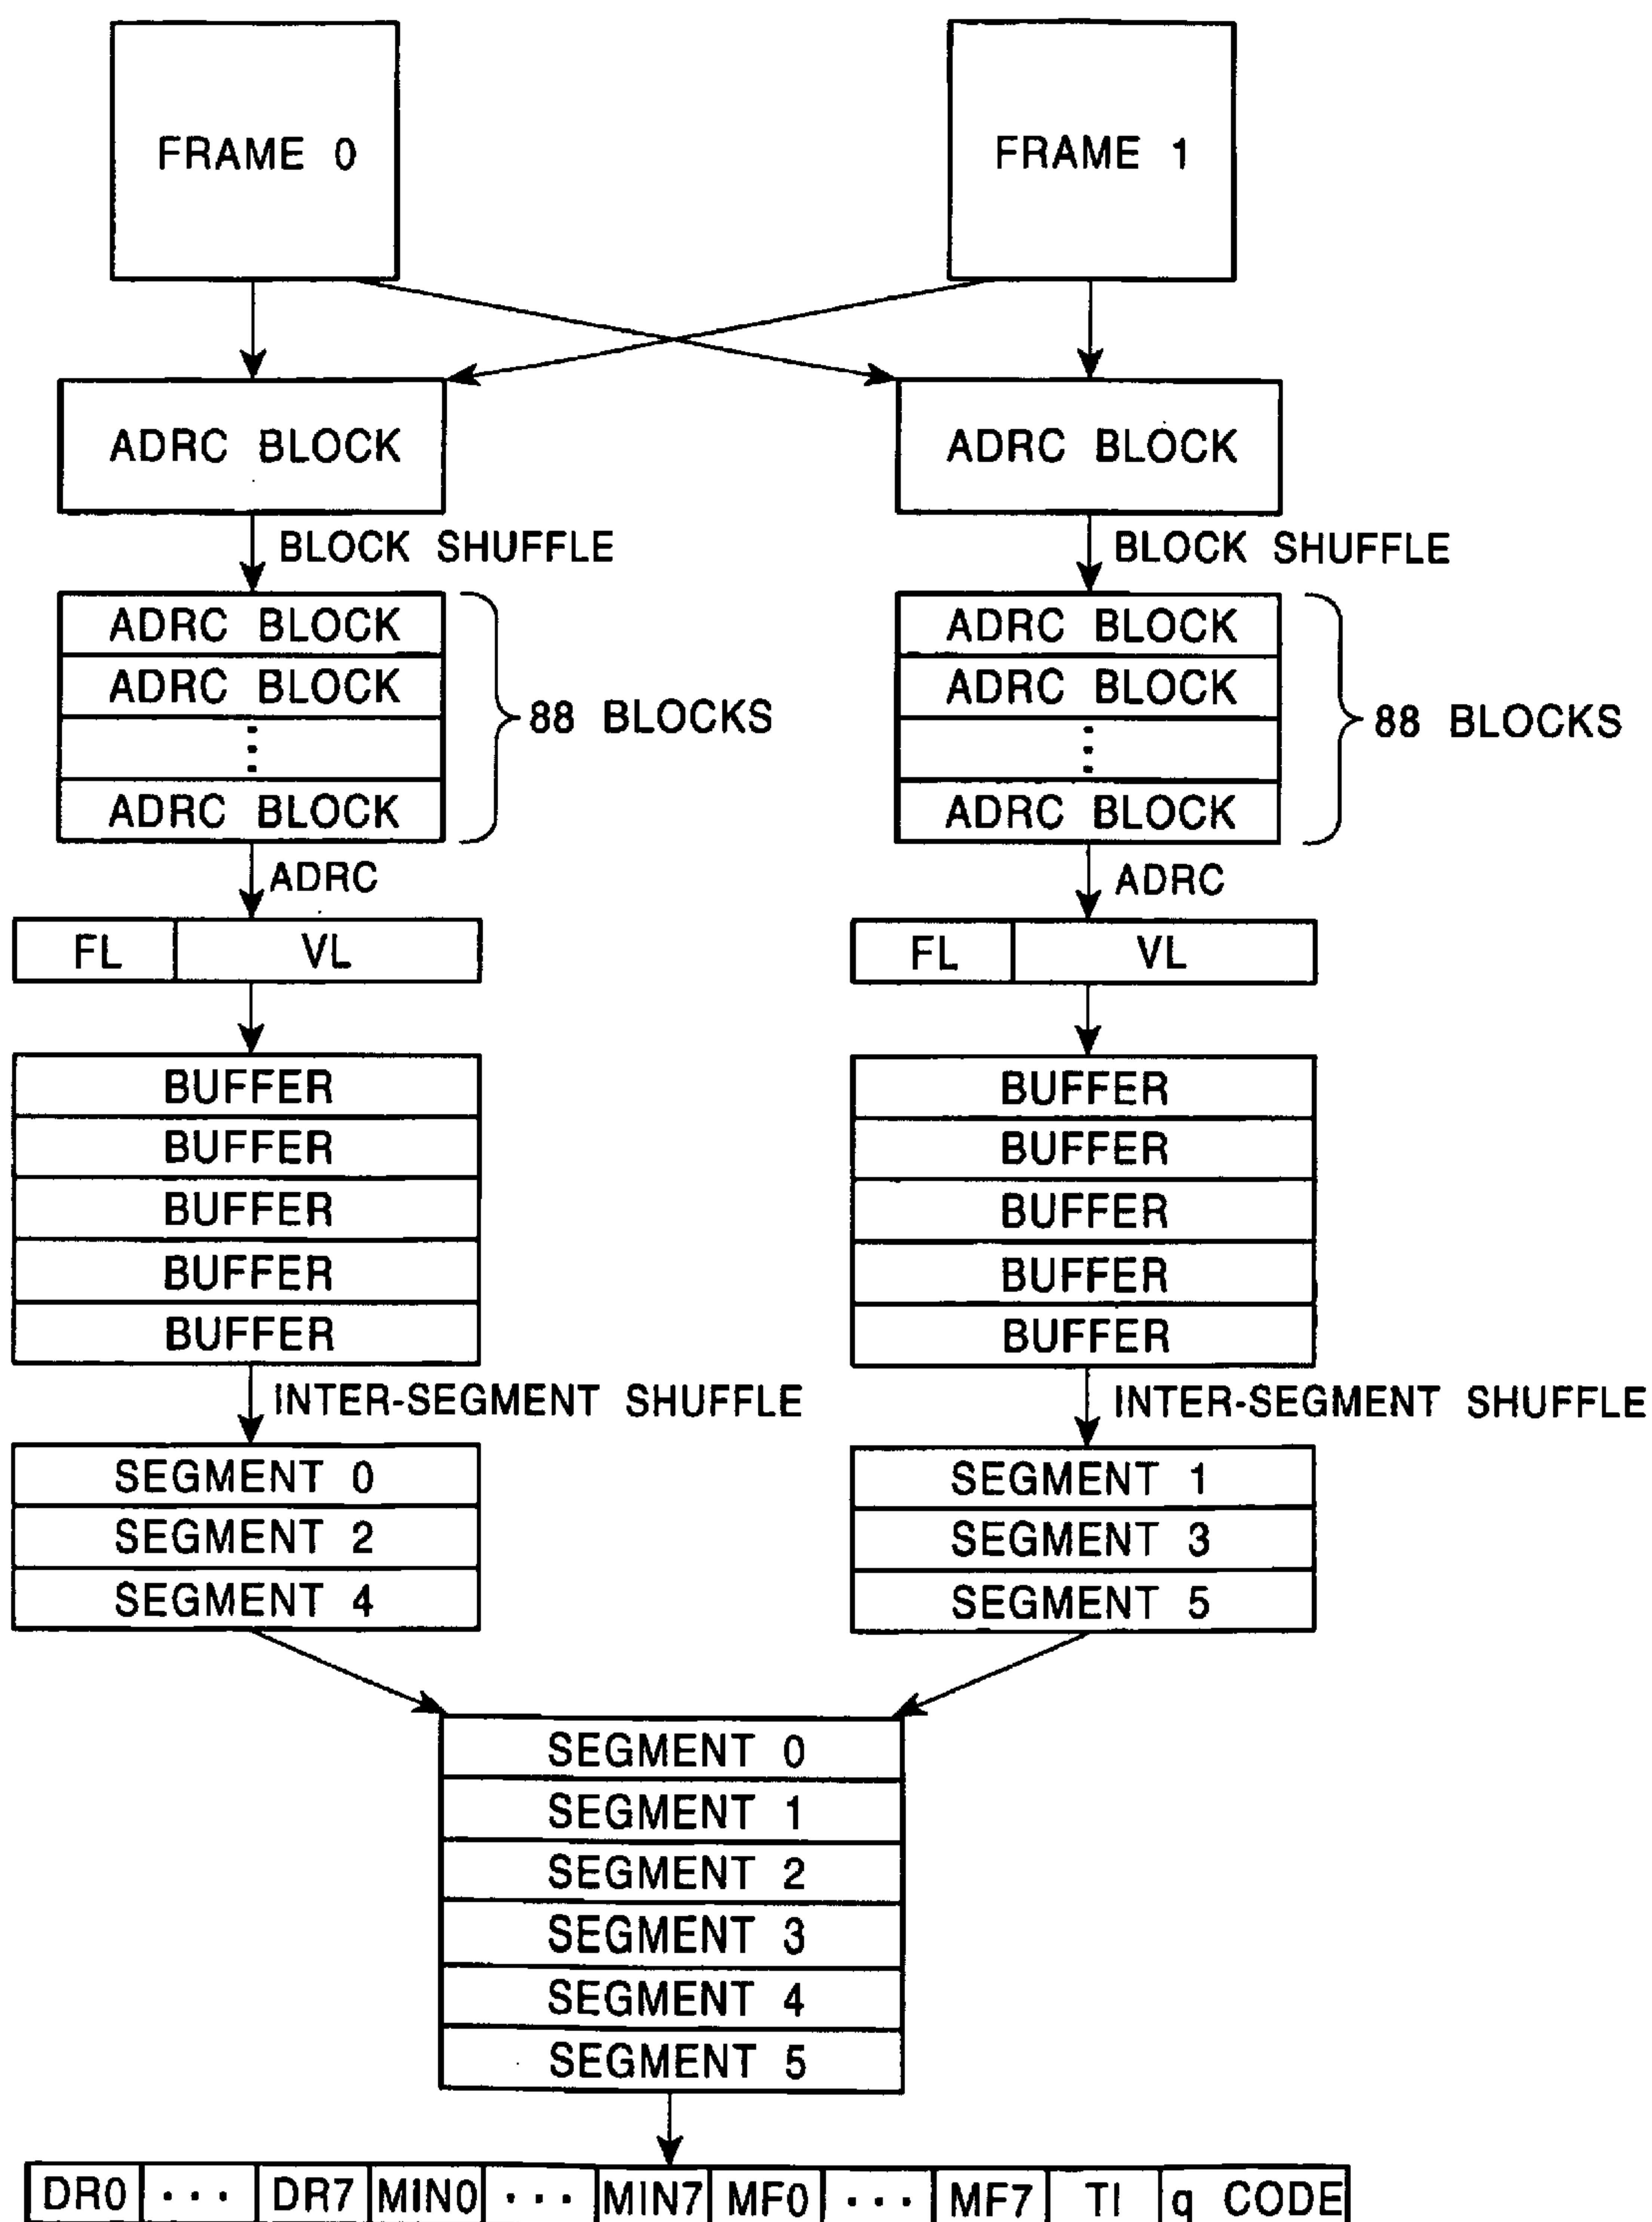 FRAME 0
FRAME 1
ADRC BLOCK
ADRC BLOCK
BLOCK SHUFFLE
BLOCK SHUFFLE
ADRC BLOCK
ADRC BLOCK
ADRC BLOCK
88 BLOCKS
ADRC BLOCK
ADRC BLOCK
ADRC BLOCK
88 BLOCKS
ADRC
ADRC
FL VL
FL VL
BUFFER
BUFFER
BUFFER
BUFFER
BUFFER
BUFFER
BUFFER
BUFFER
BUFFER
BUFFER
INTER-SEGMENT SHUFFLE
INTER-SEGMENT SHUFFLE
SEGMENT 0
SEGMENT 2
SEGMENT 4
SEGMENT 1
SEGMENT 3
SEGMENT 5
SEGMENT 0
SEGMENT 1
SEGMENT 2
SEGMENT 3
SEGMENT 4
SEGMENT 5
DR0 ... DR7 MIN0 ... MIN7 MF0 ... MF7 TI q CODE